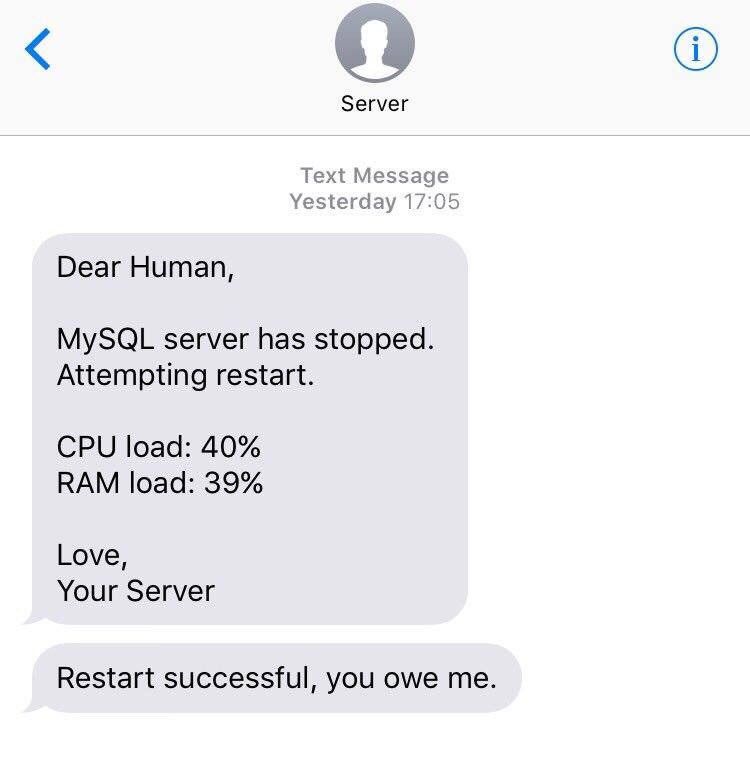 Server
Text Message
Yesterday 17:05
Dear Human,
MySQL server has stopped.
Attempting restart.
CPU load: 40%
RAM load: 39%
Love,
Your Server
Restart successful, you owe me.